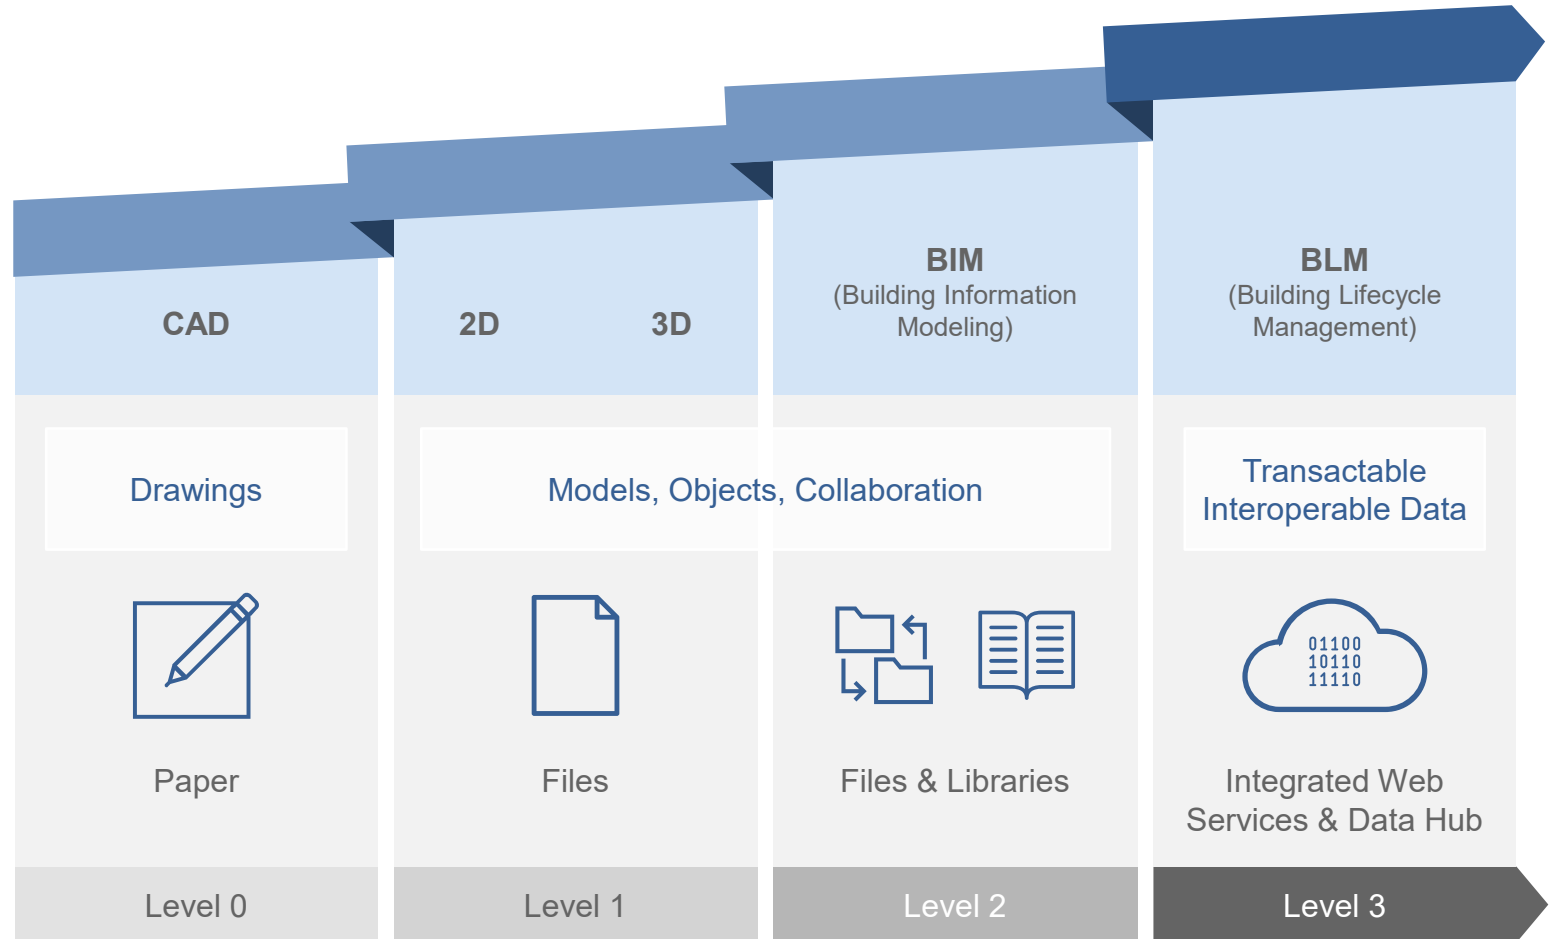 CAD
2D
3D
BIM
(Building Information
Modeling)
BLM
(Building Lifecycle
Management)
Drawings
Models, Objects, Collaboration
Transactable
Interoperable Data
01100
10110
11110
Paper
Files
Files & Libraries
Integrated Web
Services & Data Hub
Level 0
Level 1
Level 2
Level 3